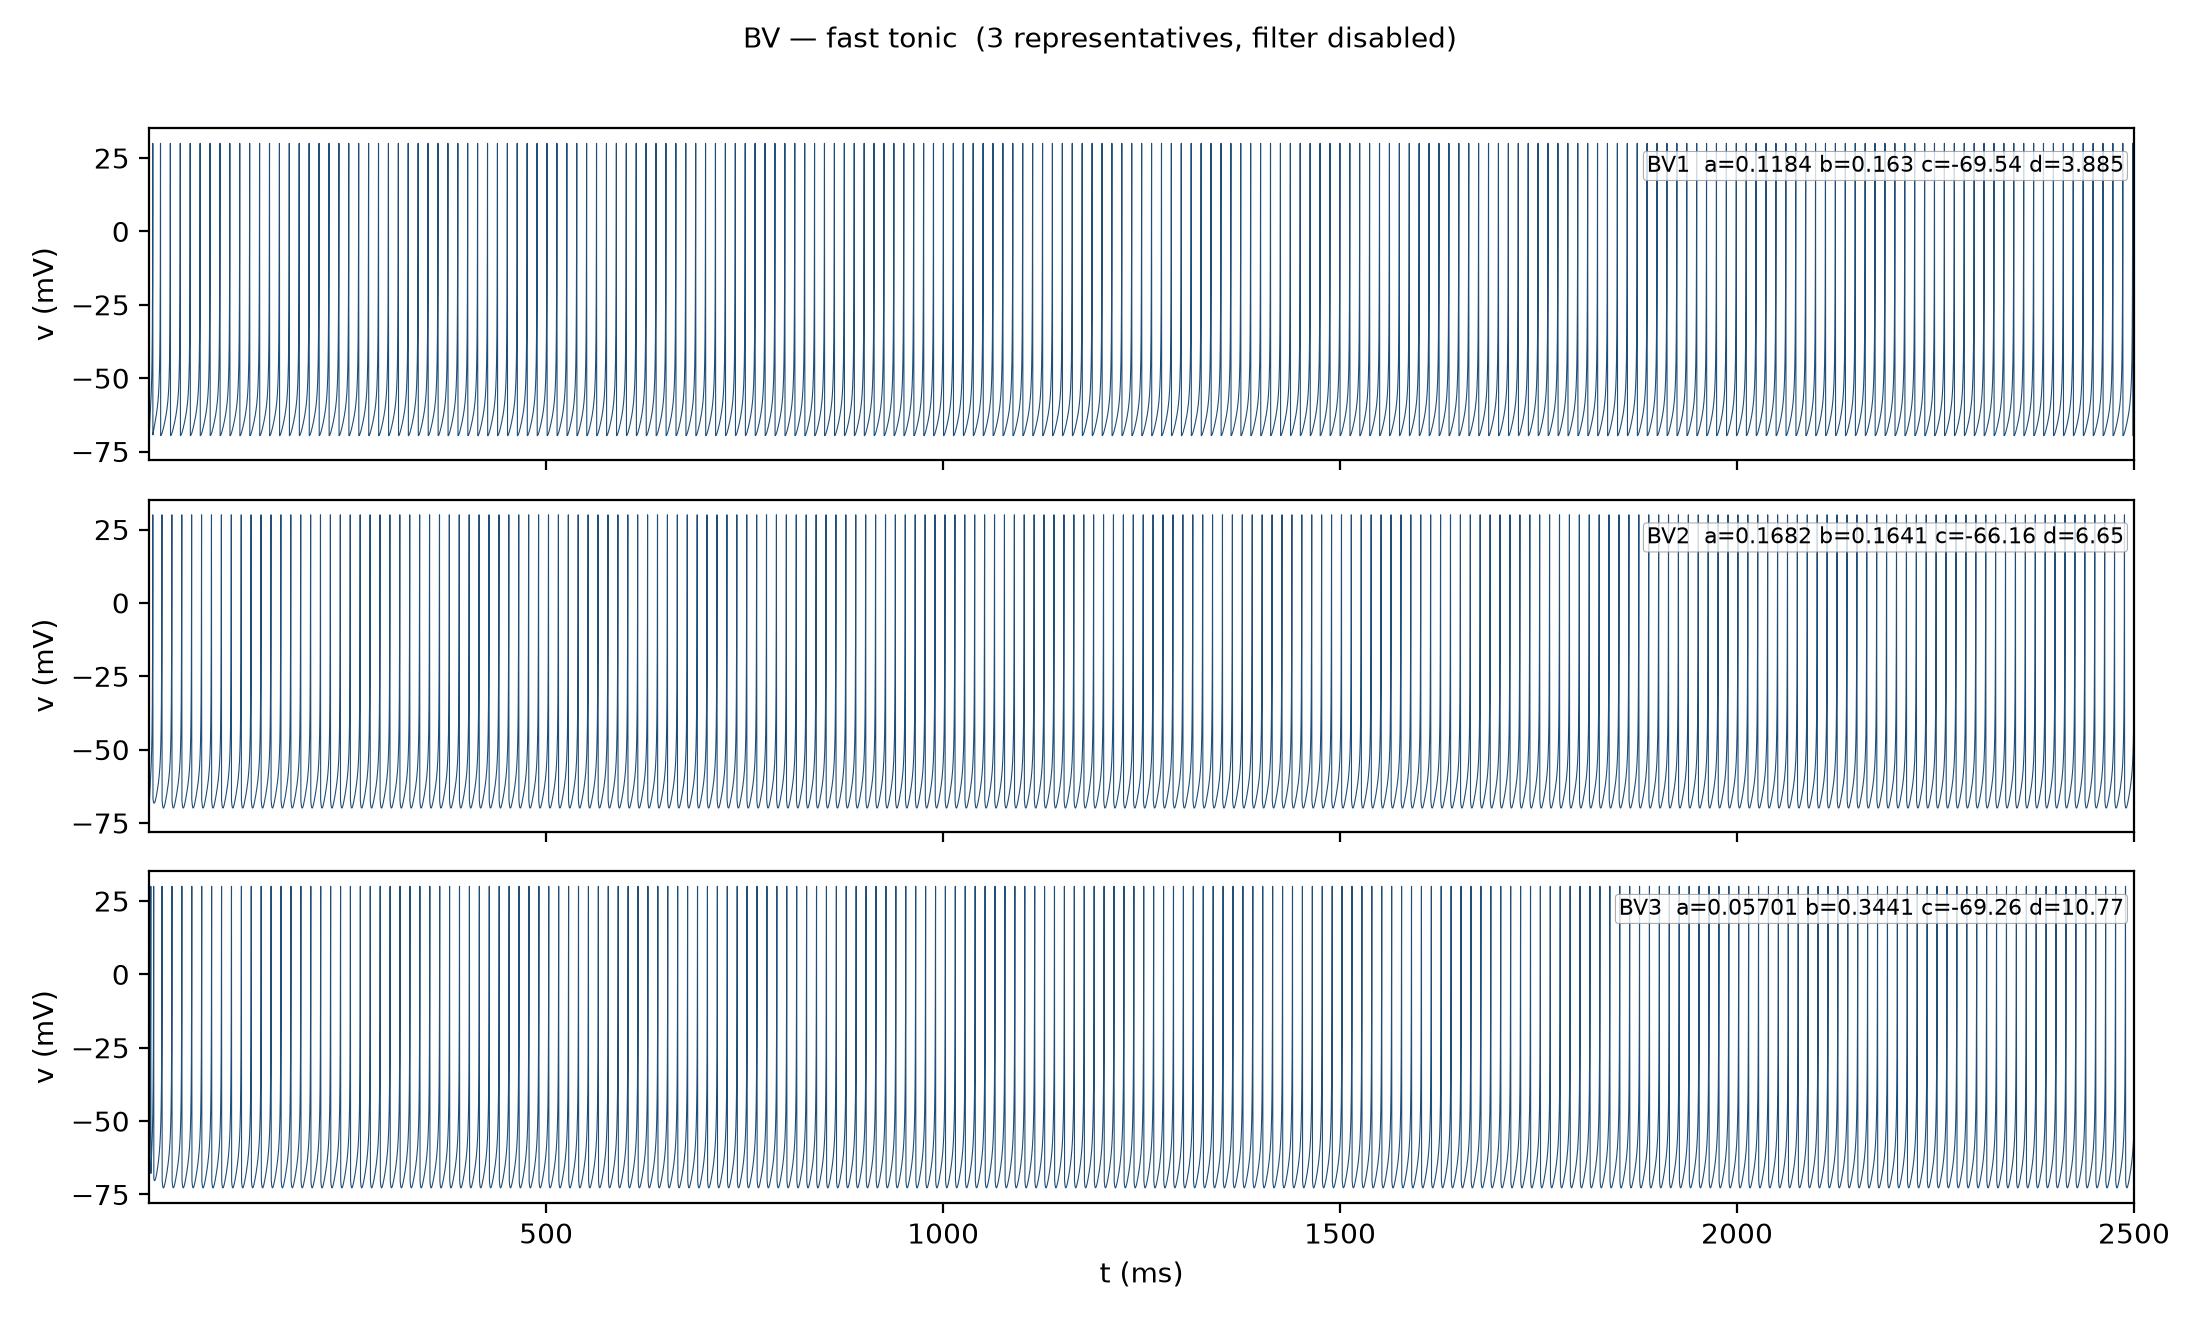 BV — fast tonic  (3 representatives, filter disabled)
25
0
−25
−50
−75
v (mV)
BV1  a=0.1184 b=0.163 c=-69.54 d=3.885
25
0
−25
−50
−75
v (mV)
BV2  a=0.1682 b=0.1641 c=-66.16 d=6.65
25
0
−25
−50
−75
v (mV)
BV3  a=0.05701 b=0.3441 c=-69.26 d=10.77
500 1000 1500 2000 2500
t (ms)